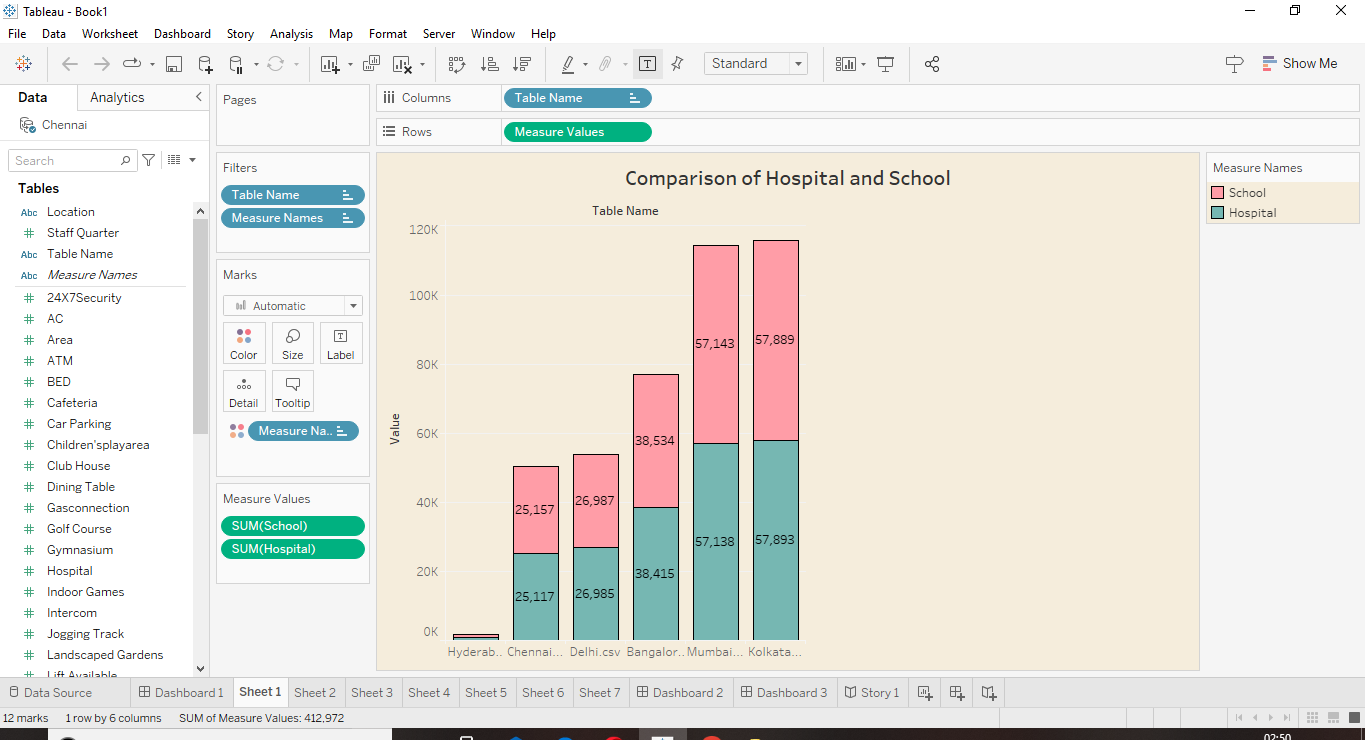 Tableau - Book1
File Data Worksheet Dashboard Story Analysis Map Format Server Window Help
Standard
Show Me
Data Analytics
Chennai
Search
Tables
Abc Location
# Staff Quarter
Abc Table Name
Abc Measure Names
# 24X7Security
# AC
# Area
# ATM
# BED
# Cafeteria
# Car Parking
# Children'splayarea
# Club House
# Dining Table
# Gasconnection
# Golf Course
# Gymnasium
# Hospital
# Indoor Games
# Intercom
# Jogging Track
# Landscaped Gardens
# Lift Available
Pages
Filters
Table Name
Measure Names
Marks
Automatic
Color Size Label
Detail Tooltip
Measure Na..
Measure Values
SUM(School)
SUM(Hospital)
Columns Table Name
Rows Measure Values
Comparison of Hospital and School
Table Name
120K
100K
80K
60K
40K
20K
0K
Value
25,157
25,117
26,987
26,985
38,534
38,415
57,143
57,138
57,889
57,893
Hyderab.. Chennai... Delhi.csv Bangalor.. Mumbai... Kolkata...
Measure Names
School
Hospital
Data Source Dashboard 1 Sheet 1 Sheet 2 Sheet 3 Sheet 4 Sheet 5 Sheet 6 Sheet 7 Dashboard 2 Dashboard 3 Story 1
12 marks 1 row by 6 columns SUM of Measure Values: 412,972
02:50